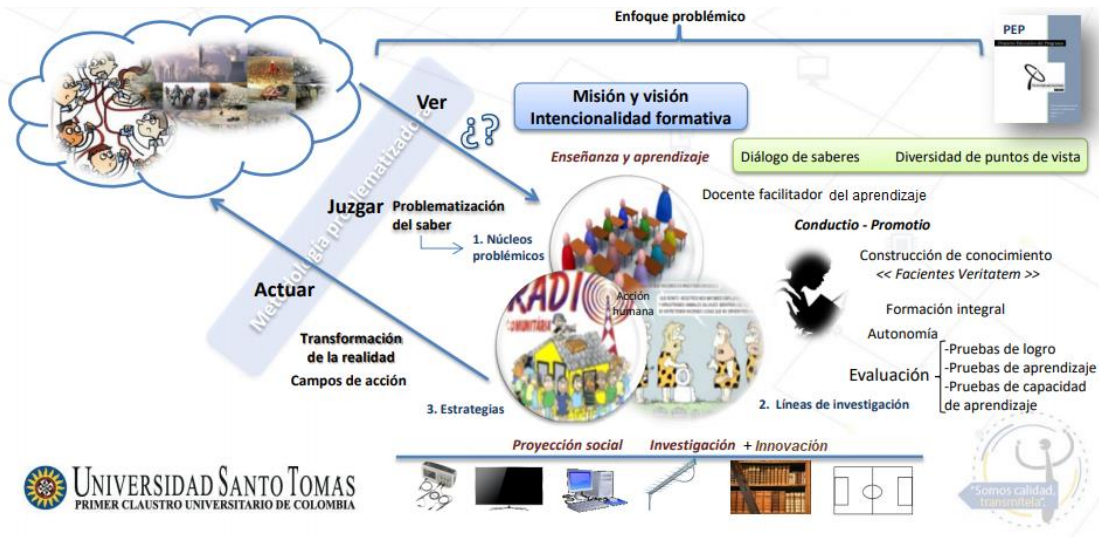 Enfoque problémico
PEP
Ver
¿?
Misión y visión
Intencionalidad formativa
Enseñanza y aprendizaje
Diálogo de saberes
Diversidad de puntos de vista
Metodología problematizadora
Docente facilitador del aprendizaje
Juzgar
Problematización
del saber
1. Núcleos
problémicos
Conductio - Promotio
Construcción de conocimiento
<< Facientes Veritatem >>
Actuar
RADI
COMUNITARIA
Acción
humana
Formación integral
Autonomía
Transformación
de la realidad
Campos de acción
Evaluación
-Pruebas de logro
-Pruebas de aprendizaje
-Pruebas de capacidad
de aprendizaje
3. Estrategias
2. Líneas de investigación
Proyección social
Investigación + Innovación
UNIVERSIDAD SANTO TOMAS
PRIMER CLAUSTRO UNIVERSITARIO DE COLOMBIA
"Somos calidad,
transmítela".